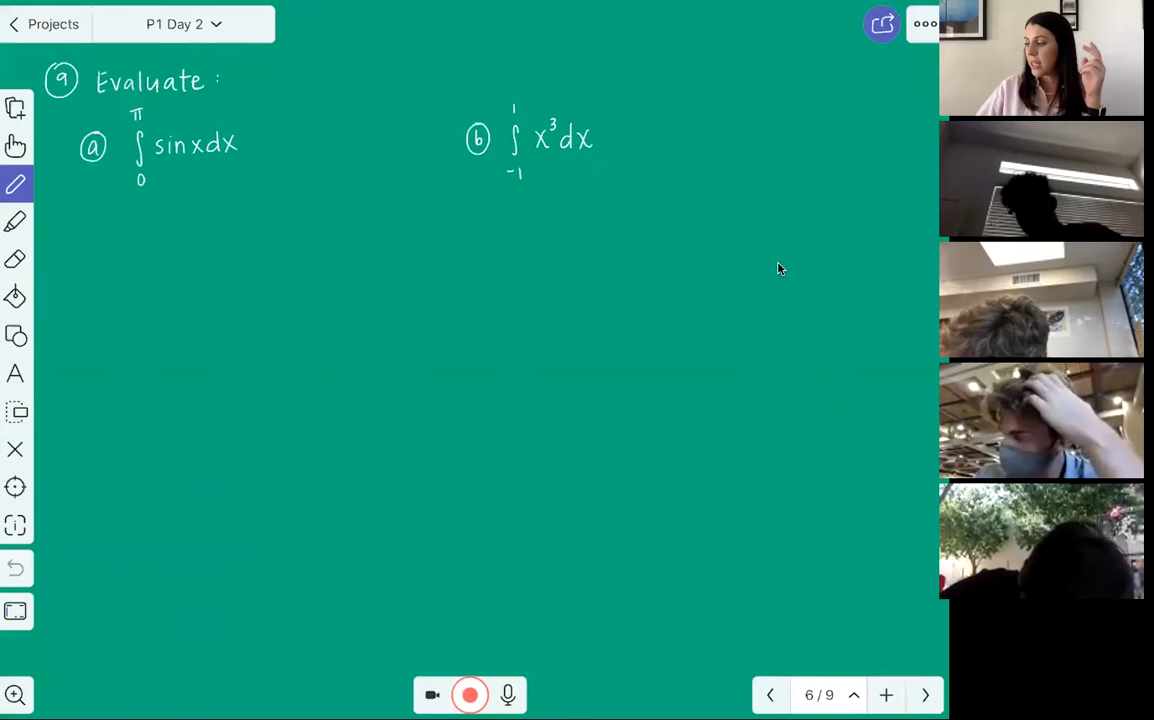 Projects
P1 Day 2
9 Evaluate:
a ∫₀^π sin x dx
b ∫₋₁^1 x³ dx
6 / 9